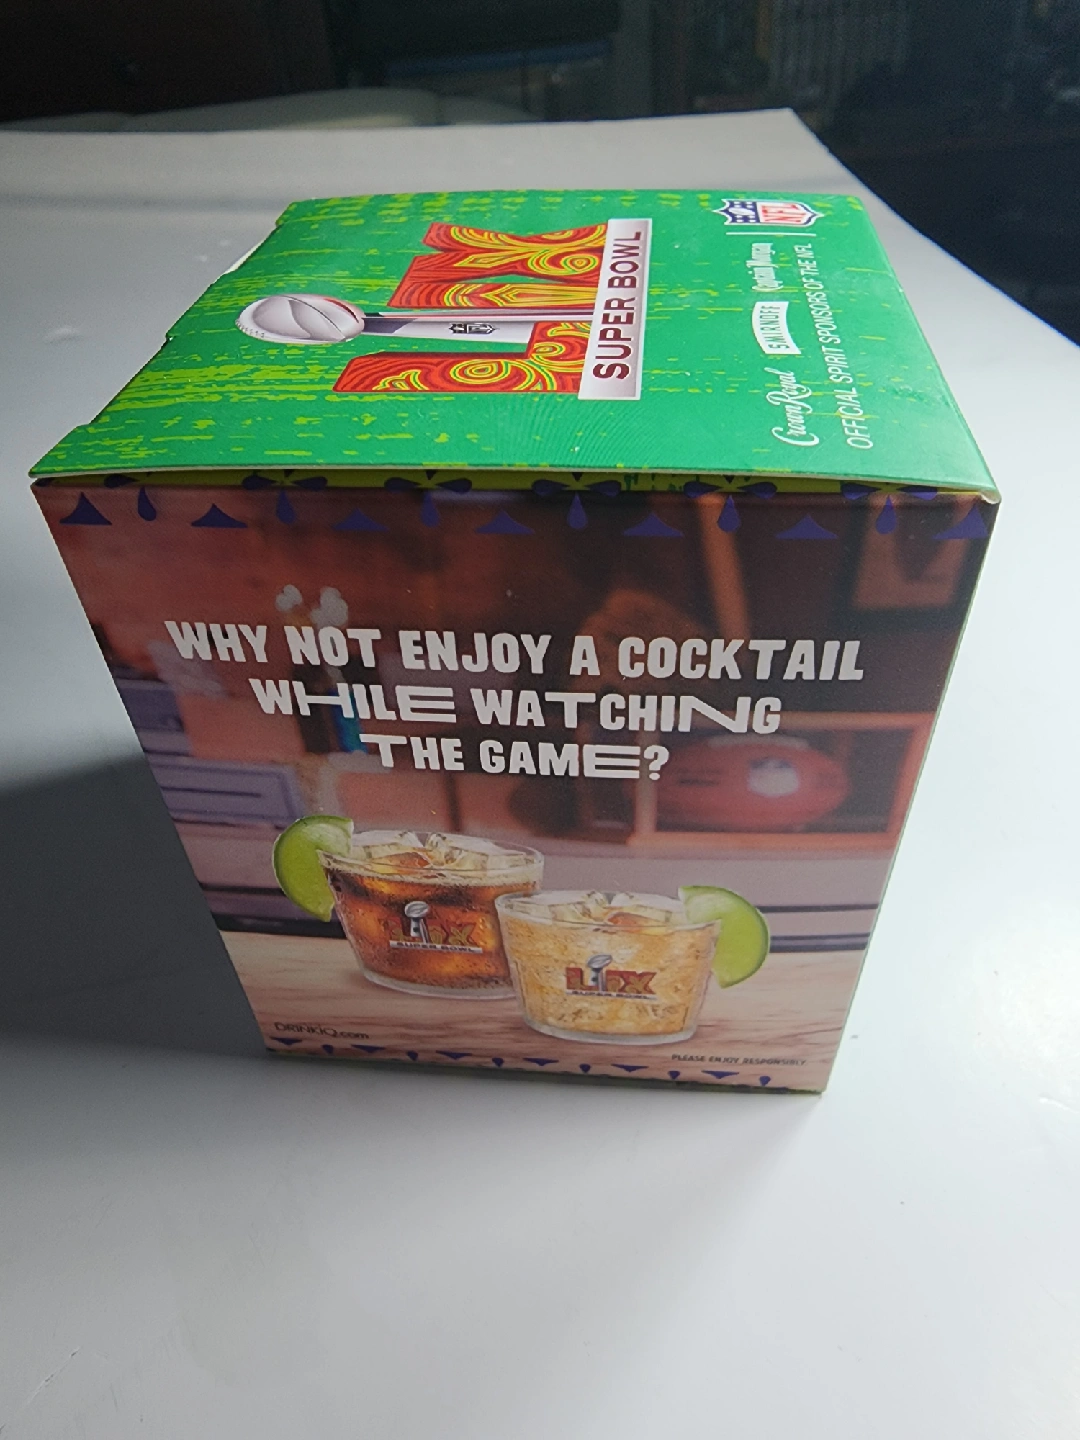 LIX
SUPER BOWL
NFL
Crown Royal
SMIRNOFF
Captain Morgan
NFL
OFFICIAL SPIRIT SPONSORS OF THE NFL
WHY NOT ENJOY A COCKTAIL
WHILE WATCHING
THE GAME?
LIX
SUPER BOWL
LIX
SUPER BOWL
DRiNKiQ.com
PLEASE ENJOY RESPONSIBLY.